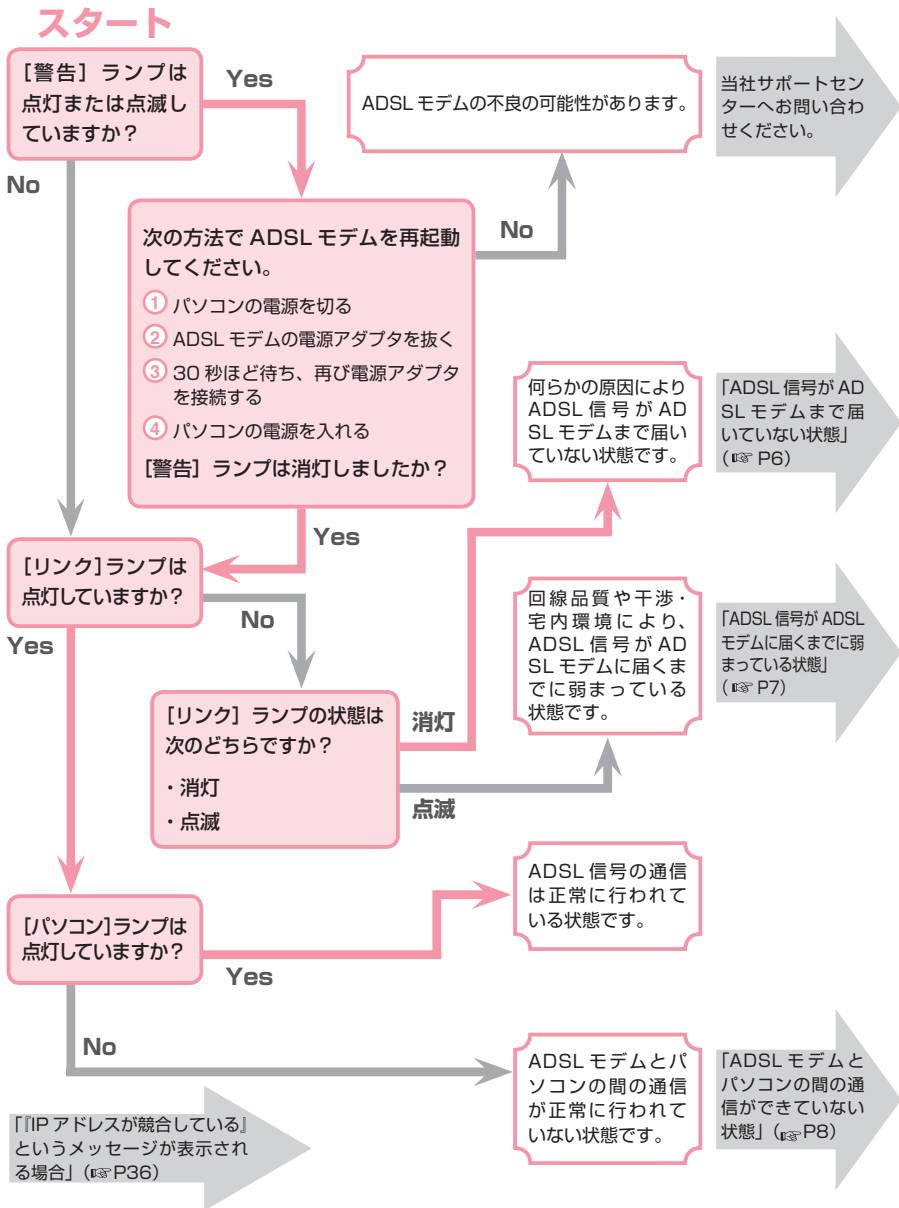 スタート
［警告］ランプは
点灯または点滅し
ていますか？
Yes
No
ADSL モデムの不良の可能性があります。
当社サポートセン
ターへお問い合わ
せください。
次の方法で ADSL モデムを再起動
してください。
① パソコンの電源を切る
② ADSL モデムの電源アダプタを抜く
③ 30 秒ほど待ち、再び電源アダプタ
を接続する
④ パソコンの電源を入れる
［警告］ランプは消灯しましたか？
No
Yes
何らかの原因により
ADSL 信号が AD
SL モデムまで届い
ていない状態です。
「ADSL 信号が AD
SL モデムまで届
いていない状態」
（☞ P6）
［リンク］ランプは
点灯していますか？
No
Yes
回線品質や干渉・
宅内環境により、
ADSL 信号が AD
SL モデムに届くま
でに弱まっている
状態です。
「ADSL 信号が ADSL
モデムに届くまでに弱
まっている状態」
（☞ P7）
［リンク］ランプの状態は
次のどちらですか？
・消灯
・点滅
消灯
点滅
ADSL 信号の通信
は正常に行われて
いる状態です。
［パソコン］ランプは
点灯していますか？
Yes
No
ADSL モデムとパ
ソコンの間の通信
が正常に行われて
いない状態です。
「ADSL モデムと
パソコンの間の通
信ができていない
状態」（☞P8）
「『IP アドレスが競合している』
というメッセージが表示され
る場合」（☞P36）